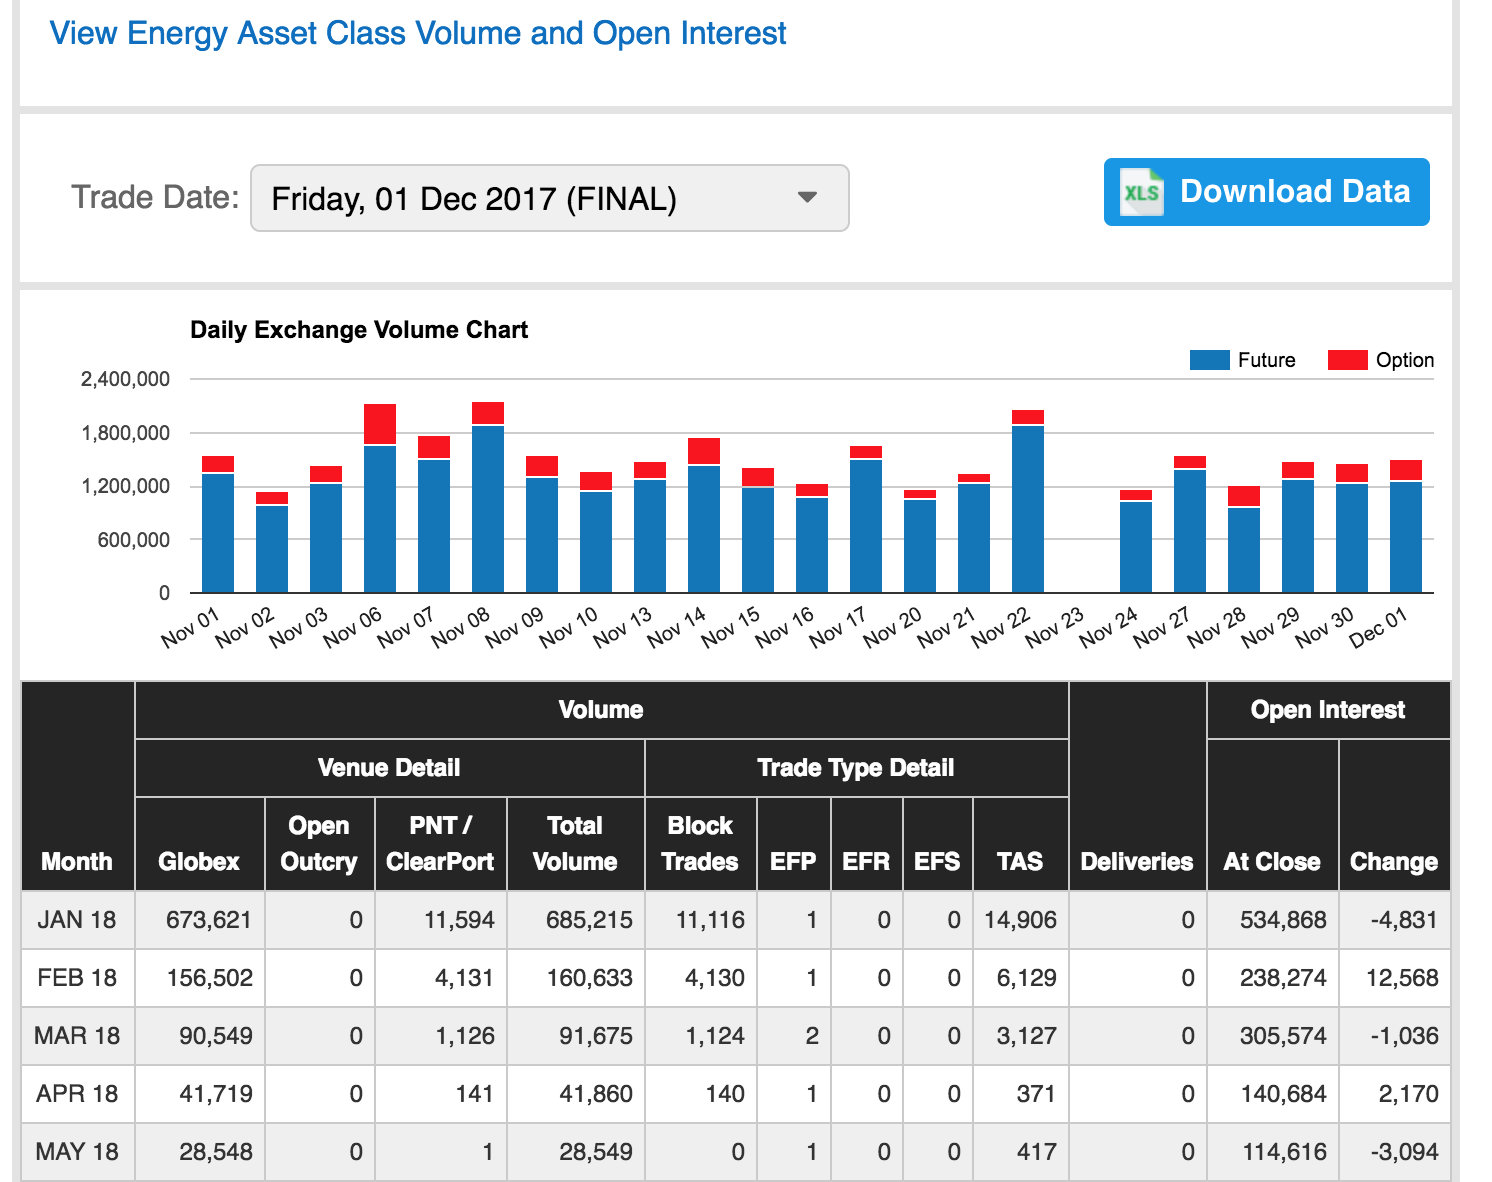 View Energy Asset Class Volume and Open Interest
Trade Date: Friday, 01 Dec 2017 (FINAL) XLS Download Data
Daily Exchange Volume Chart
Future Option
2,400,000
1,800,000
1,200,000
600,000
0
Nov 01 Nov 02 Nov 03 Nov 06 Nov 07 Nov 08 Nov 09 Nov 10 Nov 13 Nov 14 Nov 15 Nov 16 Nov 17 Nov 20 Nov 21 Nov 22 Nov 23 Nov 24 Nov 27 Nov 28 Nov 29 Nov 30 Dec 01
Volume Open Interest
Venue Detail Trade Type Detail
Open PNT / Total Block
Month Globex Outcry ClearPort Volume Trades EFP EFR EFS TAS Deliveries At Close Change
JAN 18 673,621 0 11,594 685,215 11,116 1 0 0 14,906 0 534,868 -4,831
FEB 18 156,502 0 4,131 160,633 4,130 1 0 0 6,129 0 238,274 12,568
MAR 18 90,549 0 1,126 91,675 1,124 2 0 0 3,127 0 305,574 -1,036
APR 18 41,719 0 141 41,860 140 1 0 0 371 0 140,684 2,170
MAY 18 28,548 0 1 28,549 0 1 0 0 417 0 114,616 -3,094